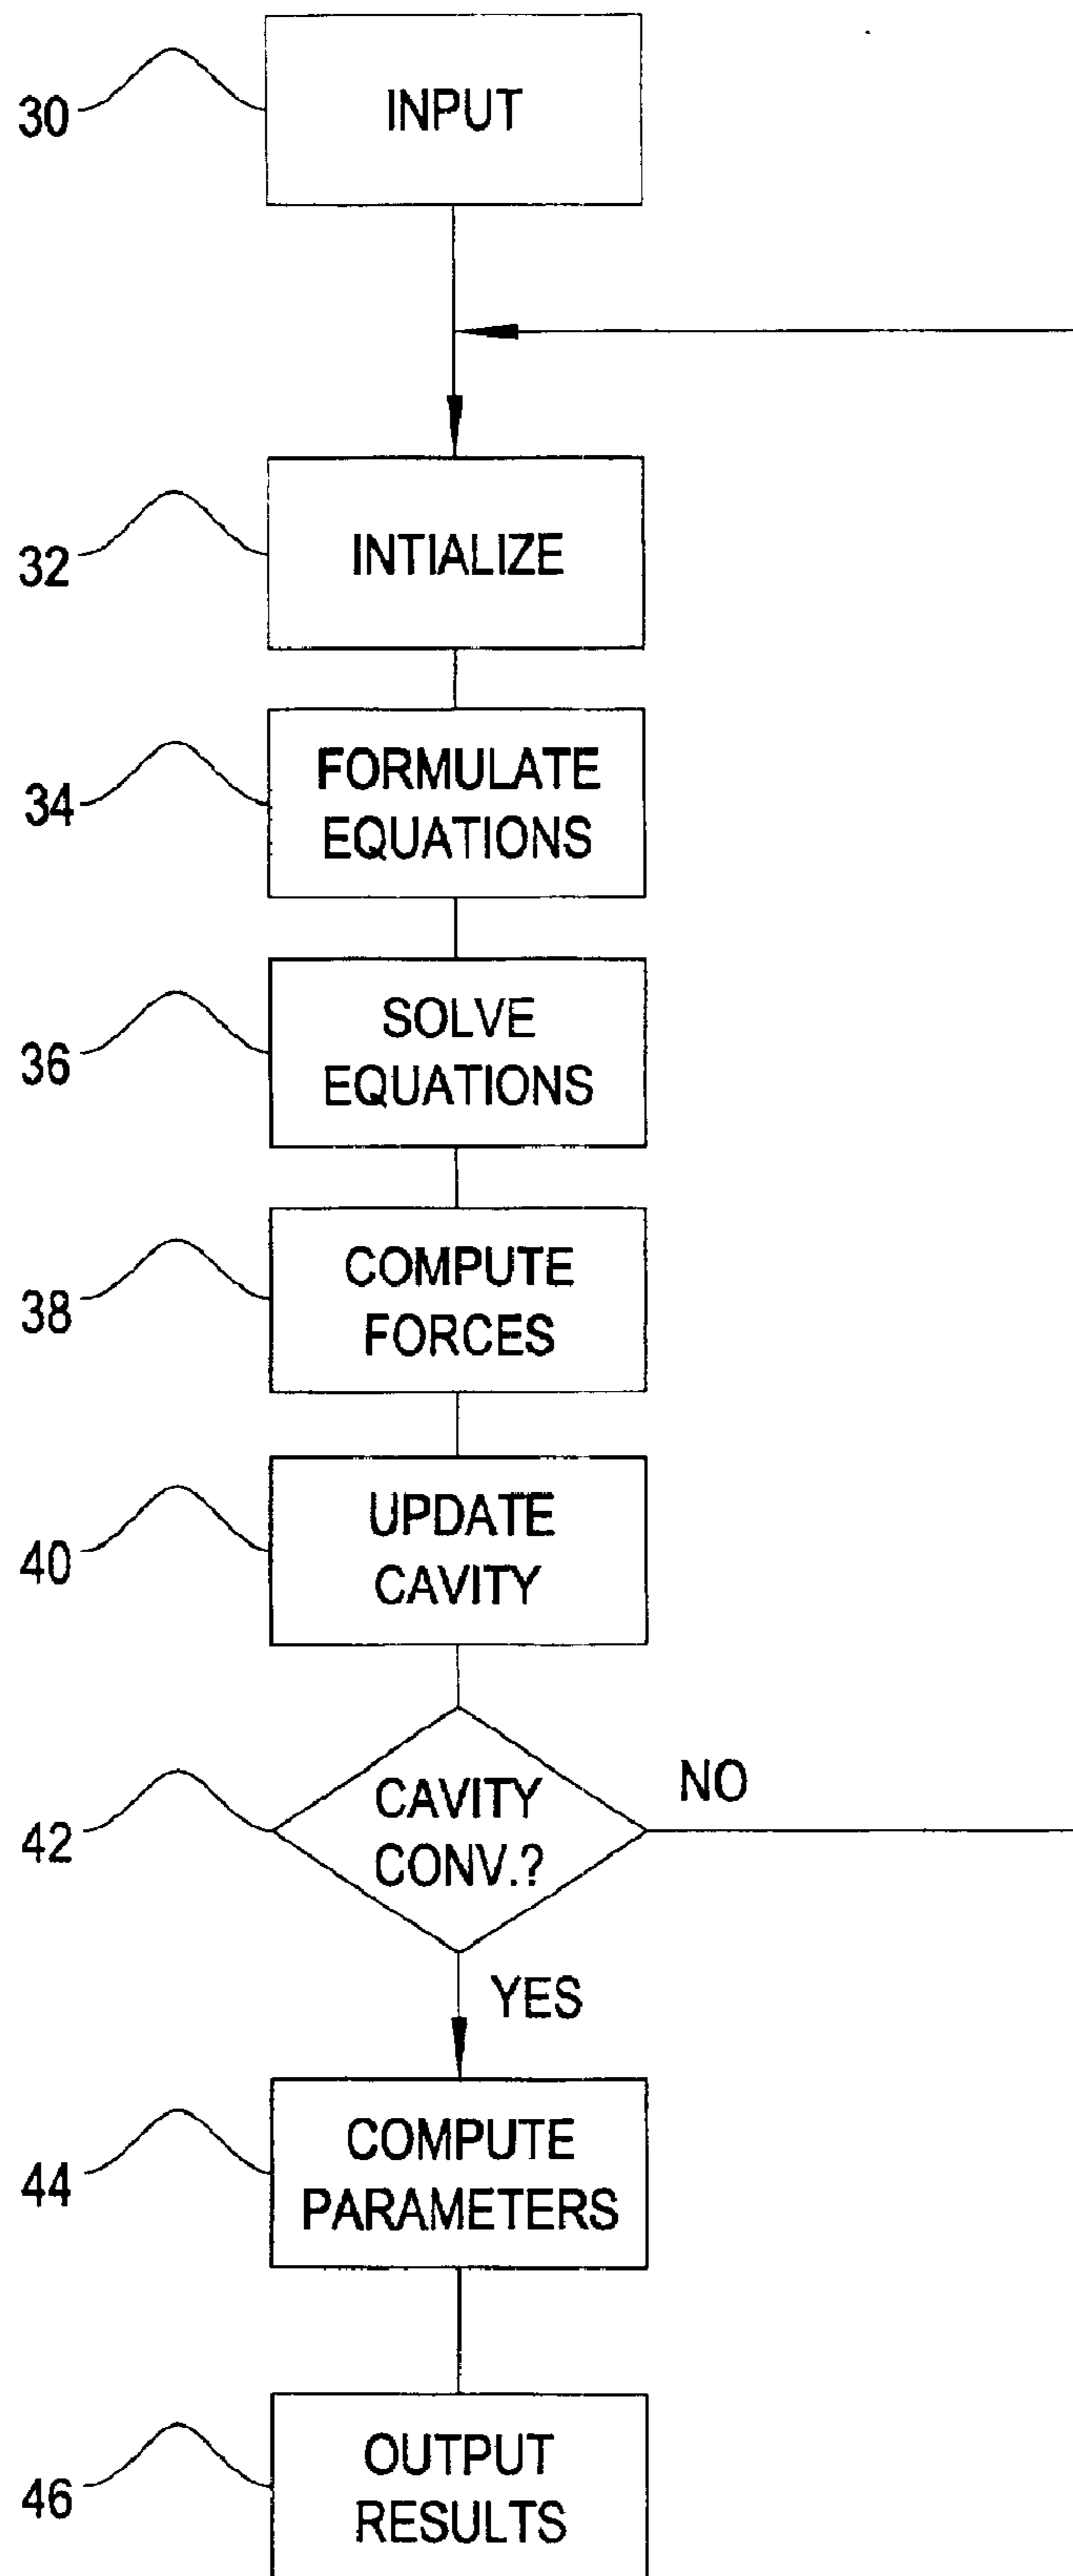 30
INPUT
32
INTIALIZE
34
FORMULATE
EQUATIONS
36
SOLVE
EQUATIONS
38
COMPUTE
FORCES
40
UPDATE
CAVITY
42
CAVITY
CONV.?
NO
YES
44
COMPUTE
PARAMETERS
46
OUTPUT
RESULTS